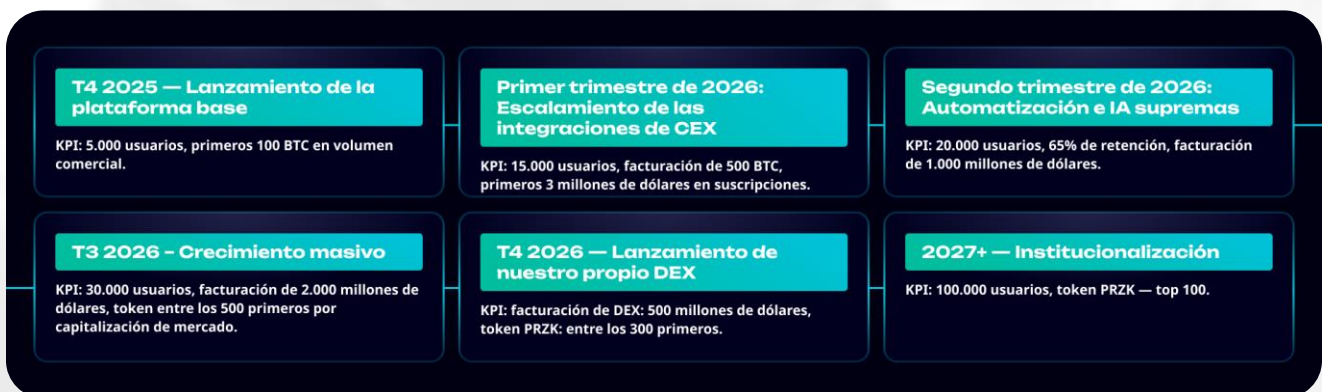 T4 2025 — Lanzamiento de la
plataforma base
KPI: 5.000 usuarios, primeros 100 BTC en volumen
comercial.
Primer trimestre de 2026:
Escalamiento de las
integraciones de CEX
KPI: 15.000 usuarios, facturación de 500 BTC,
primeros 3 millones de dólares en suscripciones.
Segundo trimestre de 2026:
Automatización e IA supremas
KPI: 20.000 usuarios, 65% de retención, facturación
de 1.000 millones de dólares.
T3 2026 – Crecimiento masivo
KPI: 30.000 usuarios, facturación de 2.000 millones de
dólares, token entre los 500 primeros por
capitalización de mercado.
T4 2026 — Lanzamiento de
nuestro propio DEX
KPI: facturación de DEX: 500 millones de dólares,
token PRZK: entre los 300 primeros.
2027+ — Institucionalización
KPI: 100.000 usuarios, token PRZK — top 100.